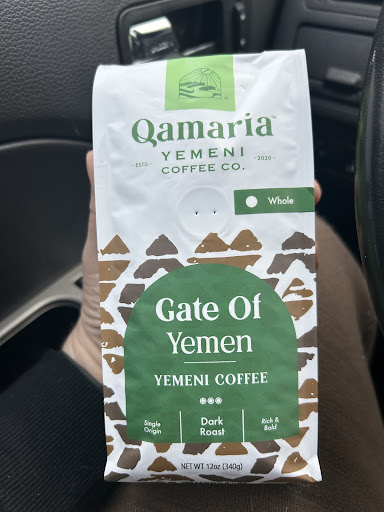 Qamaria™
YEMENI
· ESTD. · COFFEE CO. · 2020 ·
Whole
Gate Of
Yemen
YEMENI COFFEE
Single Origin | Dark Roast | Rich & Bold
NET WT 12oz (340g)